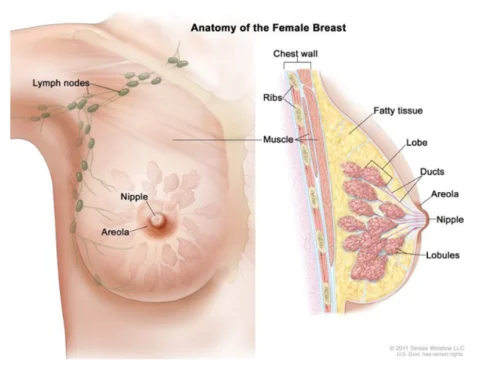 Anatomy of the Female Breast
Chest wall
Lymph nodes
Ribs
Fatty tissue
Muscle
Lobe
Ducts
Nipple
Areola
Areola
Nipple
Lobules
© 2011 Terese Winslow LLC
U.S. Govt. has certain rights